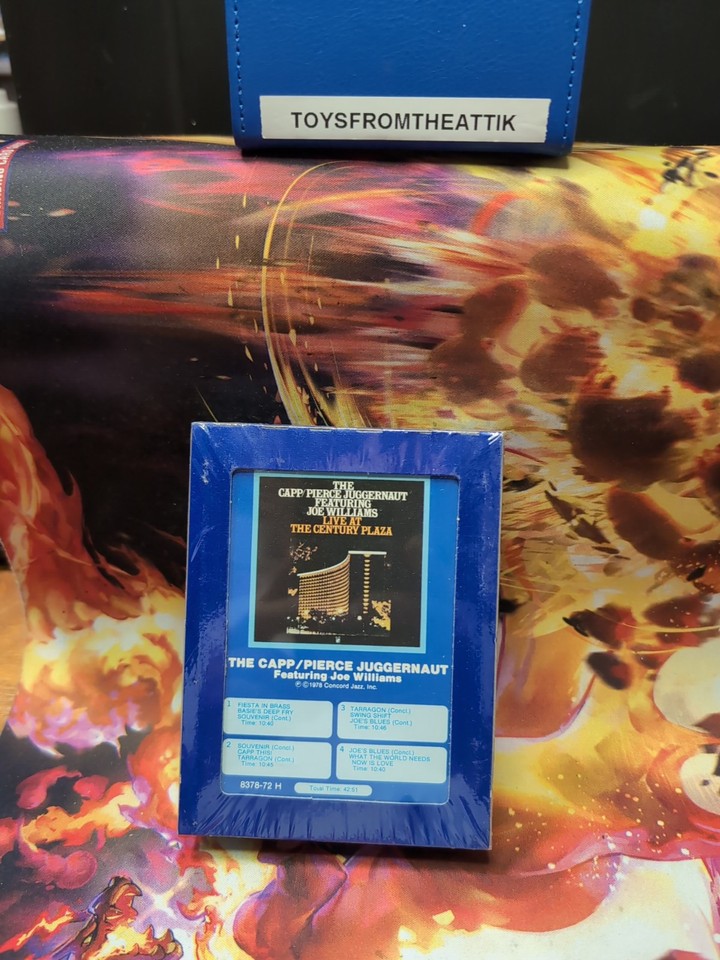 TOYSFROMTHEATTIK
THE
CAPP/PIERCE JUGGERNAUT
FEATURING
JOE WILLIAMS
LIVE AT
THE CENTURY PLAZA
THE CAPP/PIERCE JUGGERNAUT
Featuring Joe Williams
℗ © 1978 Concord Jazz, Inc.
1 FIESTA IN BRASS
BASIE'S DEEP FRY
SOUVENIR (Cont.)
Time: 10:40
2 SOUVENIR (Concl.)
CAPP THIS!
TARRAGON (Cont.)
Time: 10:45
3 TARRAGON (Concl.)
SWING SHIFT
JOE'S BLUES (Cont.)
Time: 10:46
4 JOE'S BLUES (Concl.)
WHAT THE WORLD NEEDS
NOW IS LOVE
Time: 10:40
8378-72 H
Total Time: 42:51